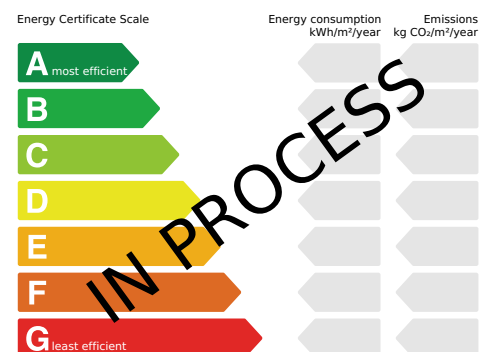 Energy Certificate Scale
Energy consumption
kWh/m²/year
Emissions
kg CO₂/m²/year
A most efficient
B
C
D
E
F
G least efficient
IN PROCESS